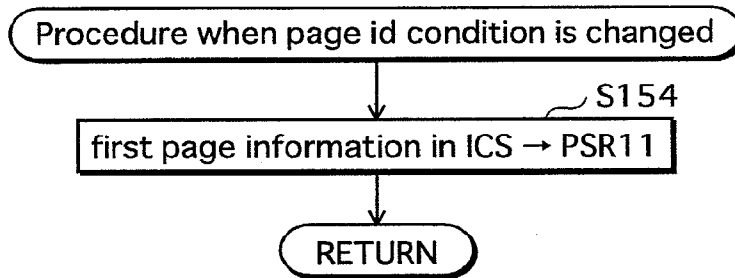 Procedure when page id condition is changed
S154
first page information in ICS → PSR11
RETURN